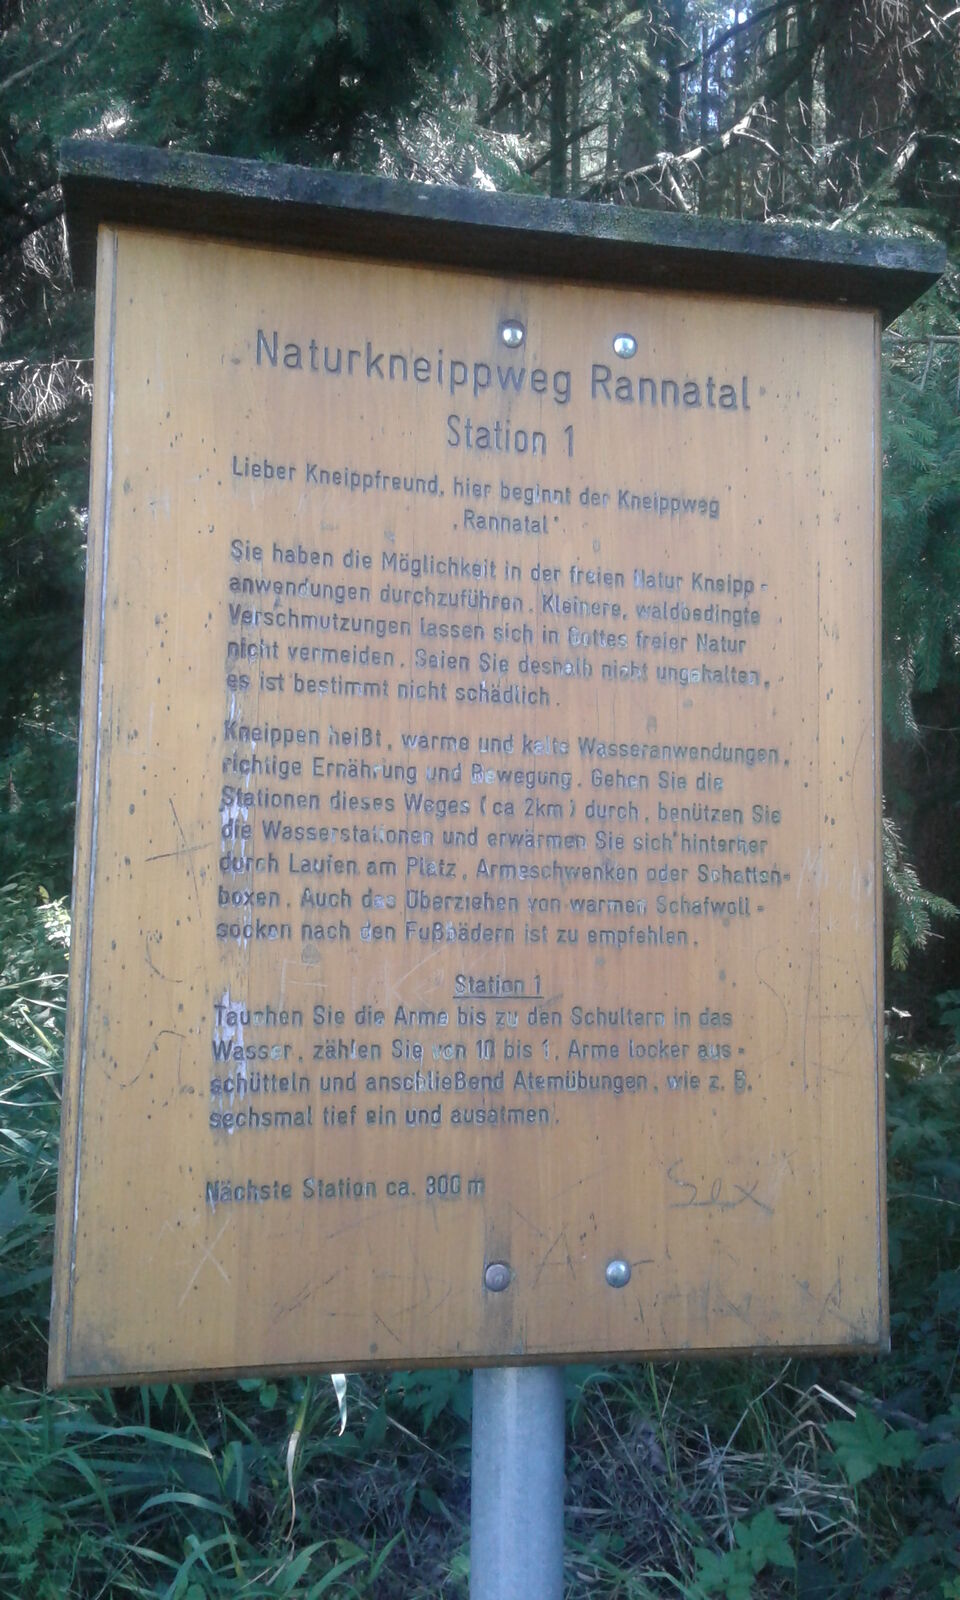 Naturkneippweg Rannatal
Station 1
Lieber Kneippfreund, hier beginnt der Kneippweg
„Rannatal"
Sie haben die Möglichkeit in der freien Natur Kneipp-
anwendungen durchzuführen. Kleinere, waldbedingte
Verschmutzungen lassen sich in Gottes freier Natur
nicht vermeiden. Seien Sie deshalb nicht ungehalten,
es ist bestimmt nicht schädlich.
Kneippen heißt, warme und kalte Wasseranwendungen,
richtige Ernährung und Bewegung. Gehen Sie die
Stationen dieses Weges (ca 2km) durch, benützen Sie
die Wasserstationen und erwärmen Sie sich hinterher
durch Laufen am Platz, Armeschwenken oder Schatten-
boxen. Auch das Überziehen von warmen Schafwoll-
socken nach den Fußbädern ist zu empfehlen.
Station 1
Tauchen Sie die Arme bis zu den Schultern in das
Wasser, zählen Sie von 10 bis 1, Arme locker aus-
schütteln und anschließend Atemübungen, wie z. B.
sechsmal tief ein und ausatmen.
Nächste Station ca. 300 m
Sex